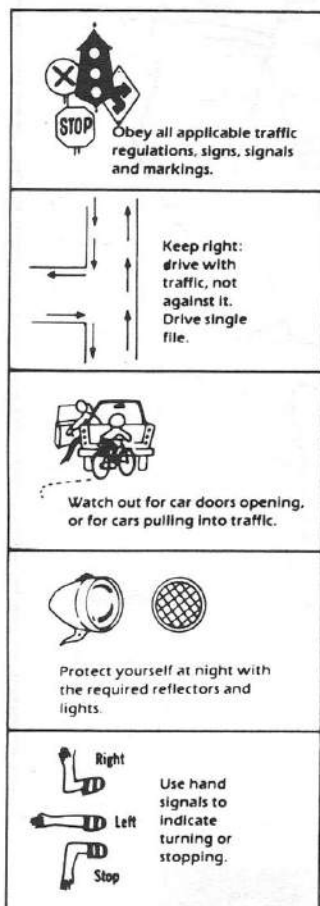 STOP
Obey all applicable traffic
regulations, signs, signals
and markings.
Keep right:
drive with
traffic, not
against it.
Drive single
file.
Watch out for car doors opening,
or for cars pulling into traffic.
Protect yourself at night with
the required reflectors and
lights.
Right
Left
Stop
Use hand
signals to
indicate
turning or
stopping.